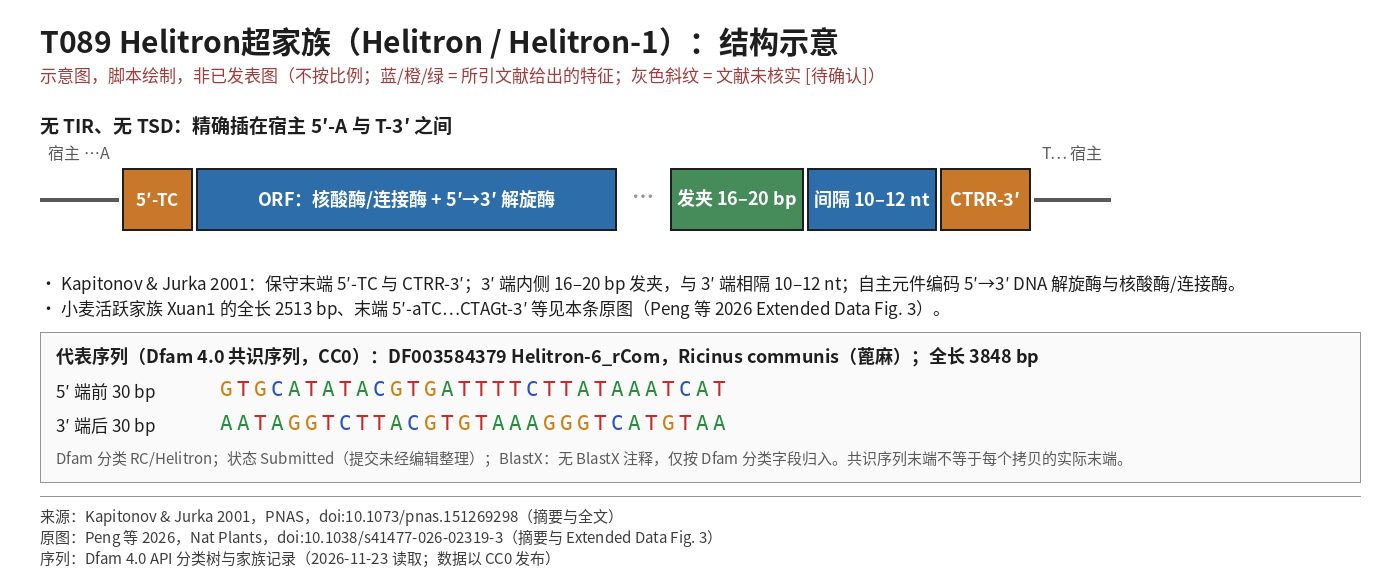 T089 Helitron超家族（Helitron / Helitron-1）：结构示意
示意图，脚本绘制，非已发表图（不按比例；蓝/橙/绿 = 所引文献给出的特征；灰色斜纹 = 文献未核实 [待确认]）
无 TIR、无 TSD：精确插在宿主 5′-A 与 T-3′ 之间
宿主 …A
T… 宿主
5′-TC
ORF：核酸酶/连接酶 + 5′→3′ 解旋酶
…
发夹 16–20 bp
间隔 10–12 nt
CTRR-3′
· Kapitonov & Jurka 2001：保守末端 5′-TC 与 CTRR-3′；3′ 端内侧 16–20 bp 发夹，与 3′ 端相隔 10–12 nt；自主元件编码 5′→3′ DNA 解旋酶与核酸酶/连接酶。
· 小麦活跃家族 Xuan1 的全长 2513 bp、末端 5′-aTC…CTAGt-3′ 等见本条原图（Peng 等 2026 Extended Data Fig. 3）。
代表序列（Dfam 4.0 共识序列，CC0）：DF003584379 Helitron-6_rCom，Ricinus communis（蓖麻）；全长 3848 bp
5′ 端前 30 bp GTGCATATACGTGATTTTCTTATAAATCAT
3′ 端后 30 bp AATAGGTCTTACGTGTAAAGGGTCATGTAA
Dfam 分类 RC/Helitron；状态 Submitted（提交未经编辑整理）；BlastX：无 BlastX 注释，仅按 Dfam 分类字段归入。共识序列末端不等于每个拷贝的实际末端。
来源：Kapitonov & Jurka 2001，PNAS，doi:10.1073/pnas.151269298（摘要与全文）
原图：Peng 等 2026，Nat Plants，doi:10.1038/s41477-026-02319-3（摘要与 Extended Data Fig. 3）
序列：Dfam 4.0 API 分类树与家族记录（2026-11-23 读取；数据以 CC0 发布）